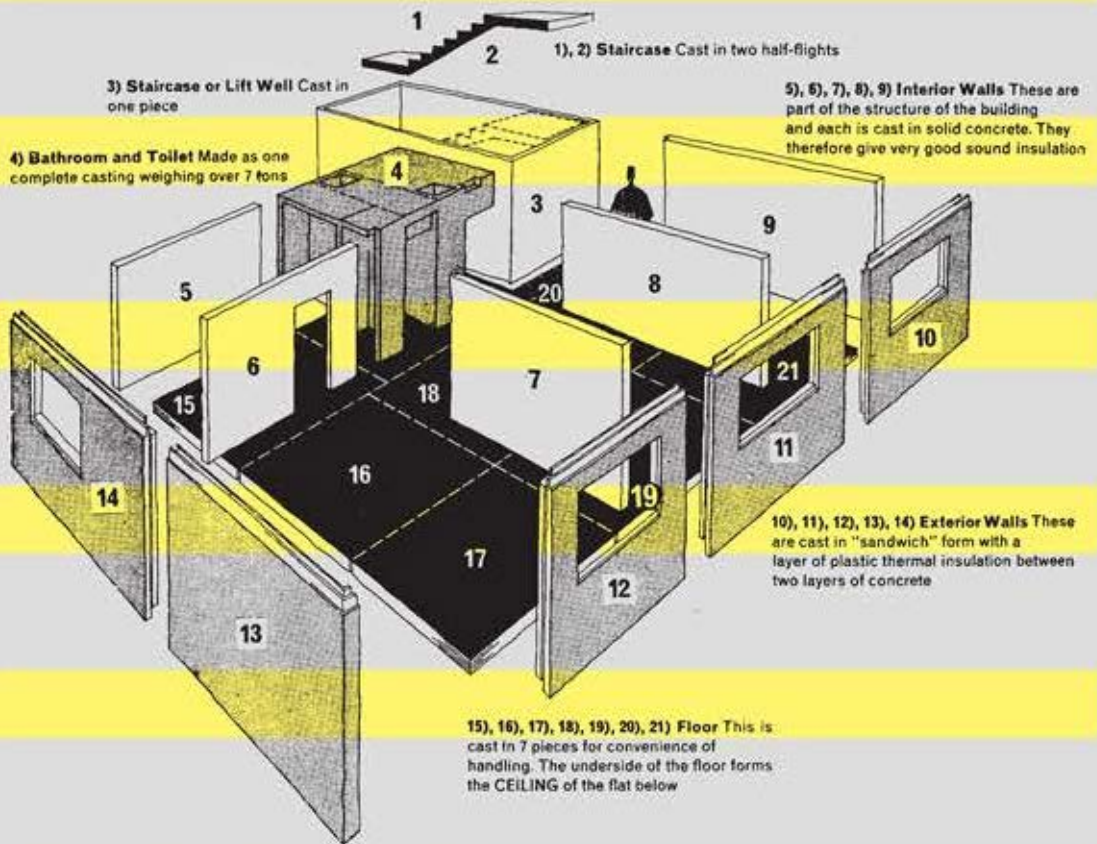 1
2
1), 2) Staircase Cast in two half-flights
3) Staircase or Lift Well Cast in
one piece
5), 6), 7), 8), 9) Interior Walls These are
part of the structure of the building
and each is cast in solid concrete. They
therefore give very good sound insulation
4) Bathroom and Toilet Made as one
complete casting weighing over 7 tons
4
3
9
5
20
8
10
6
7
21
15
18
11
16
14
19
10), 11), 12), 13), 14) Exterior Walls These
are cast in "sandwich" form with a
layer of plastic thermal insulation between
two layers of concrete
17
12
13
15), 16), 17), 18), 19), 20), 21) Floor This is
cast in 7 pieces for convenience of
handling. The underside of the floor forms
the CEILING of the flat below